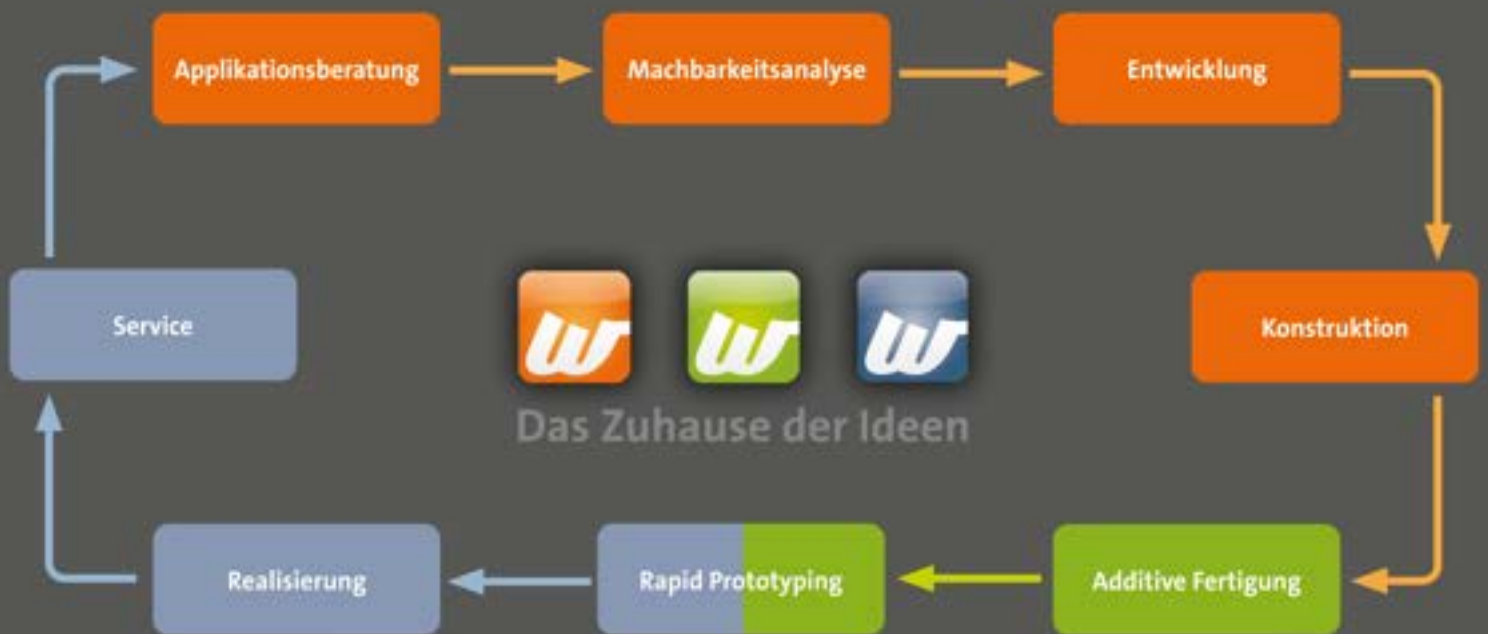 Applikationsberatung
Machbarkeitsanalyse
Entwicklung
Service
W W W
Konstruktion
Das Zuhause der Ideen
Realisierung
Rapid Prototyping
Additive Fertigung